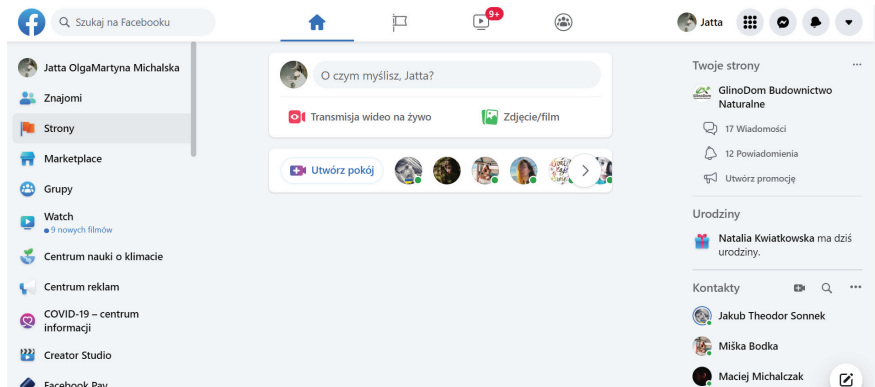 Szukaj na Facebooku
9+
Jatta
Jatta OlgaMartyna Michalska
Znajomi
Strony
Marketplace
Grupy
Watch
9 nowych filmów
Centrum nauki o klimacie
Centrum reklam
COVID-19 – centrum
informacji
Creator Studio
Facebook Pay
O czym myślisz, Jatta?
Transmisja wideo na żywo
Zdjęcie/film
Utwórz pokój
Twoje strony
GlinoDom Budownictwo
Naturalne
17 Wiadomości
12 Powiadomienia
Utwórz promocję
Urodziny
Natalia Kwiatkowska ma dziś
urodziny.
Kontakty
Jakub Theodor Sonnek
Miśka Bodka
Maciej Michalczak